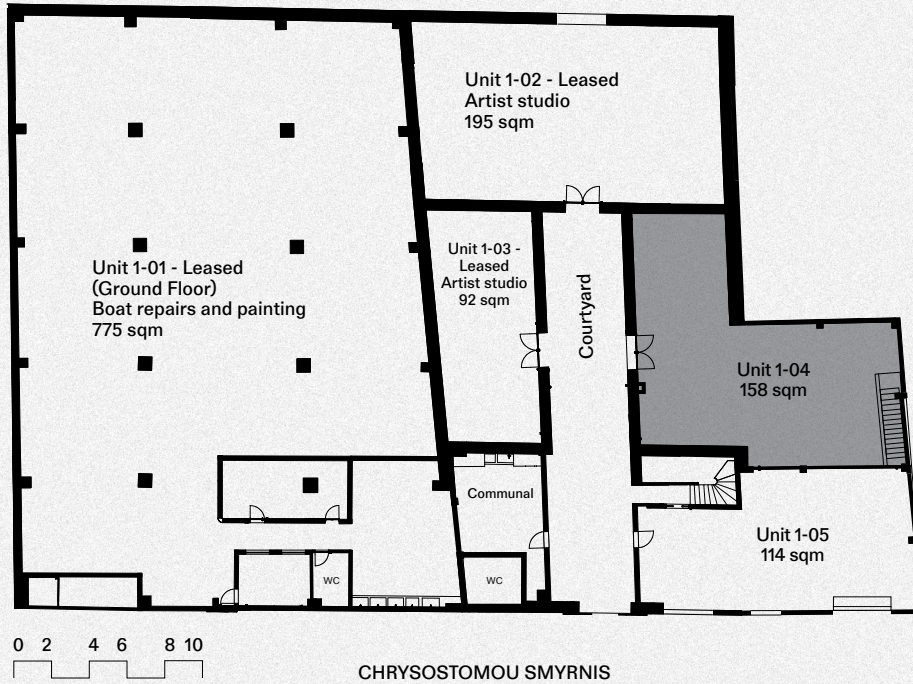 Unit 1-02 - Leased
Artist studio
195 sqm
Unit 1-01 - Leased
(Ground Floor)
Boat repairs and painting
775 sqm
Unit 1-03 -
Leased
Artist studio
92 sqm
Courtyard
Unit 1-04
158 sqm
Communal
Unit 1-05
114 sqm
WC
WC
0 2 4 6 8 10
CHRYSOSTOMOU SMYRNIS